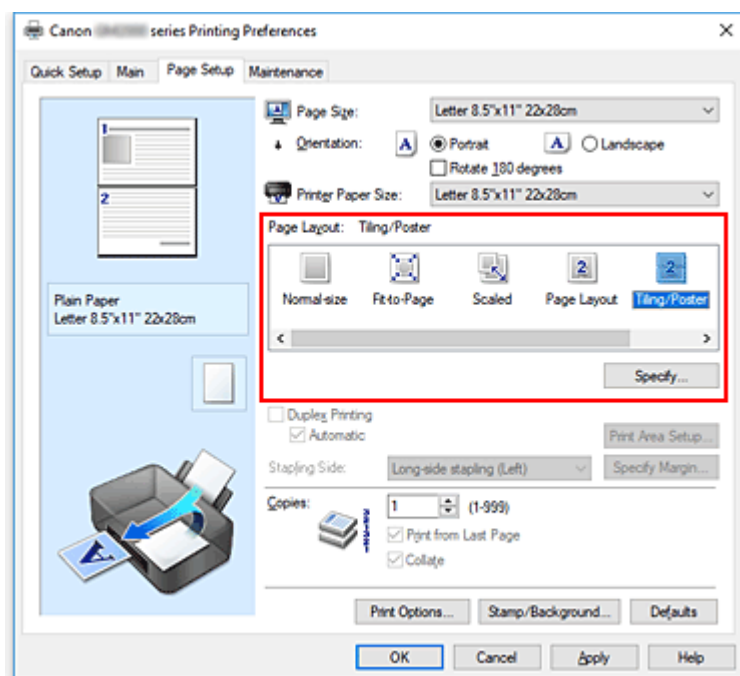 Canon series Printing Preferences
Quick Setup Main Page Setup Maintenance
1
2
Plain Paper
Letter 8.5"x11" 22x28cm
Page Size: Letter 8.5"x11" 22x28cm
Orientation: A Portrait A Landscape
Rotate 180 degrees
Printer Paper Size: Letter 8.5"x11" 22x28cm
Page Layout: Tiling/Poster
2 2
Normal-size Fit-to-Page Scaled Page Layout Tiling/Poster
Specify...
Duplex Printing
Automatic Print Area Setup...
Stapling Side: Long-side stapling (Left) Specify Margin...
Copies: 1 (1-999)
Print from Last Page
Collate
A
Print Options... Stamp/Background... Defaults
OK Cancel Apply Help